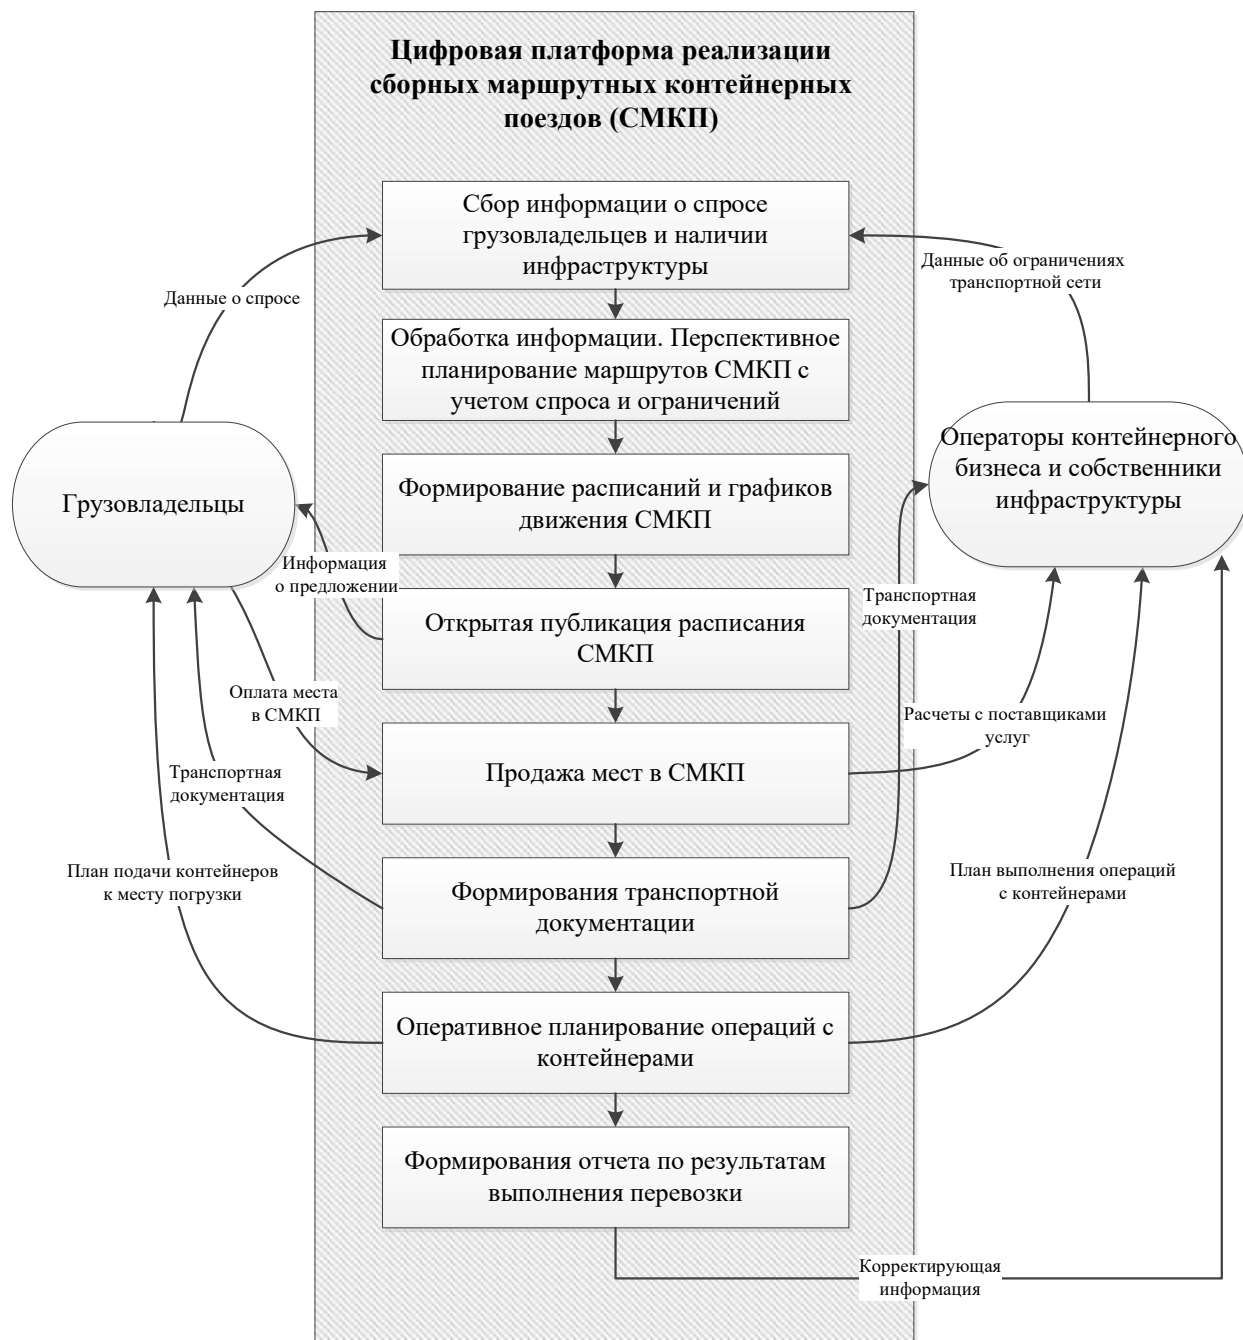 Цифровая платформа реализации
сборных маршрутных контейнерных
поездов (СМКП)
Сбор информации о спросе
грузовладельцев и наличии
инфраструктуры
Данные о спросе
Данные об ограничениях
транспортной сети
Обработка информации. Перспективное
планирование маршрутов СМКП с
учетом спроса и ограничений
Грузовладельцы
Операторы контейнерного
бизнеса и собственники
инфраструктуры
Формирование расписаний и графиков
движения СМКП
Информация
о предложении
Транспортная
документация
Открытая публикация расписания
СМКП
Оплата места
в СМКП
Расчеты с поставщиками
услуг
Продажа мест в СМКП
Транспортная
документация
План подачи контейнеров
к месту погрузки
План выполнения операций
с контейнерами
Формирования транспортной
документации
Оперативное планирование операций с
контейнерами
Формирования отчета по результатам
выполнения перевозки
Корректирующая
информация